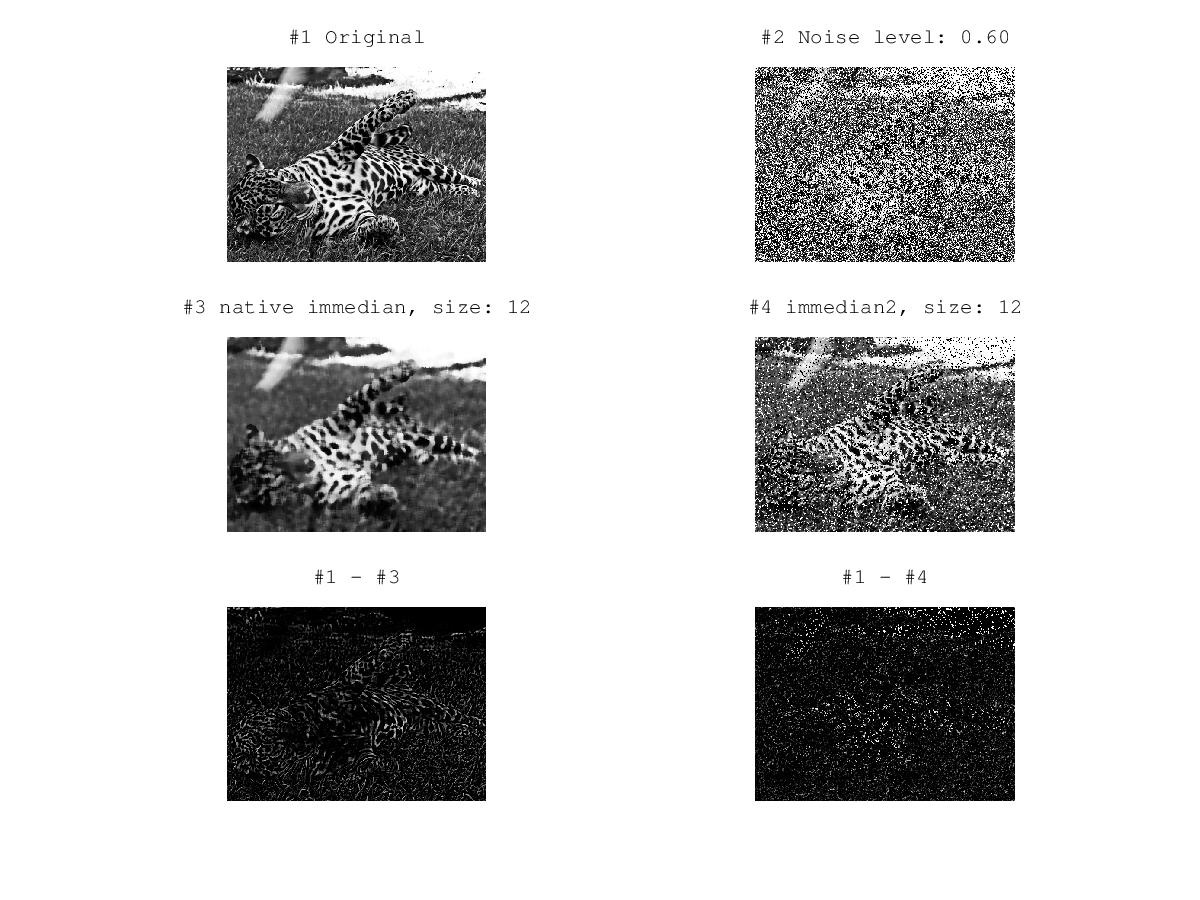 #1 Original
#2 Noise level: 0.60
#3 native immedian, size: 12
#4 immedian2, size: 12
#1 - #3
#1 - #4